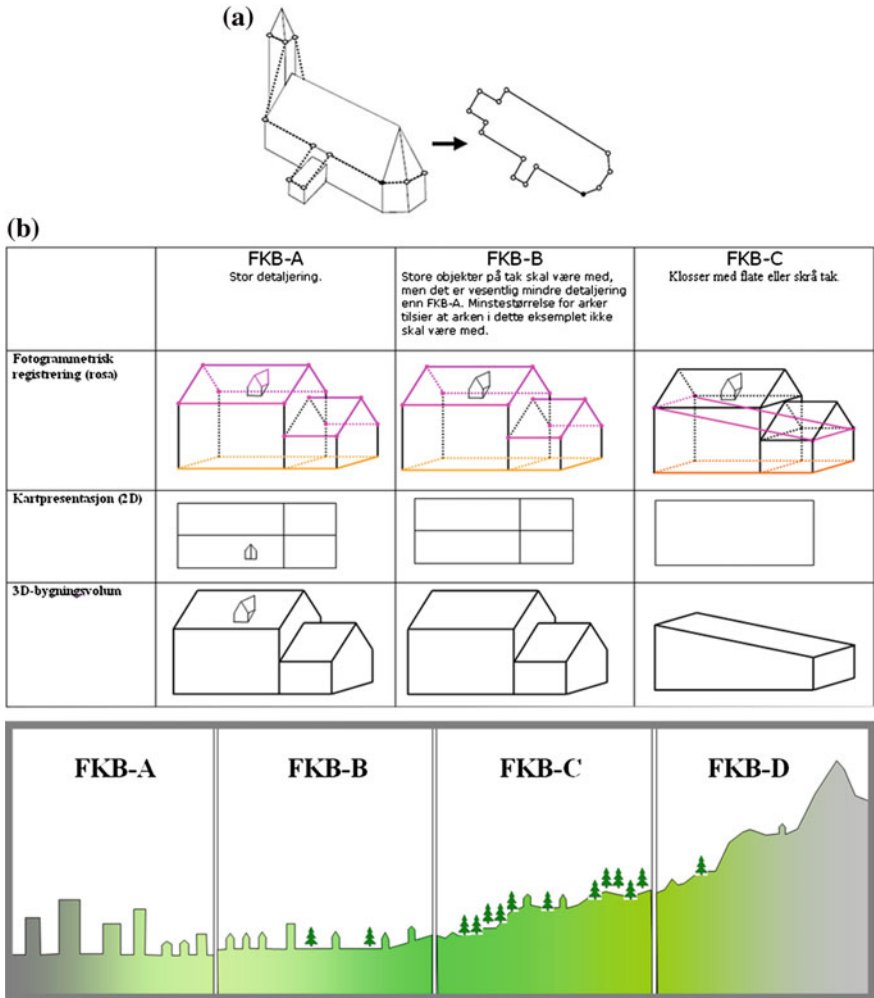 (a)
(b)
FKB-A
Stor detaljering.
FKB-B
Store objekter på tak skal være med,
men det er vesentlig mindre detaljering
enn FKB-A. Minstestørrelse for arker
tilsier at arken i dette eksemplet ikke
skal være med.
FKB-C
Klosser med flate eller skrå tak.
Fotogrammetrisk
registrering (rosa)
Kartpresentasjon (2D)
3D-bygningsvolum
FKB-A
FKB-B
FKB-C
FKB-D